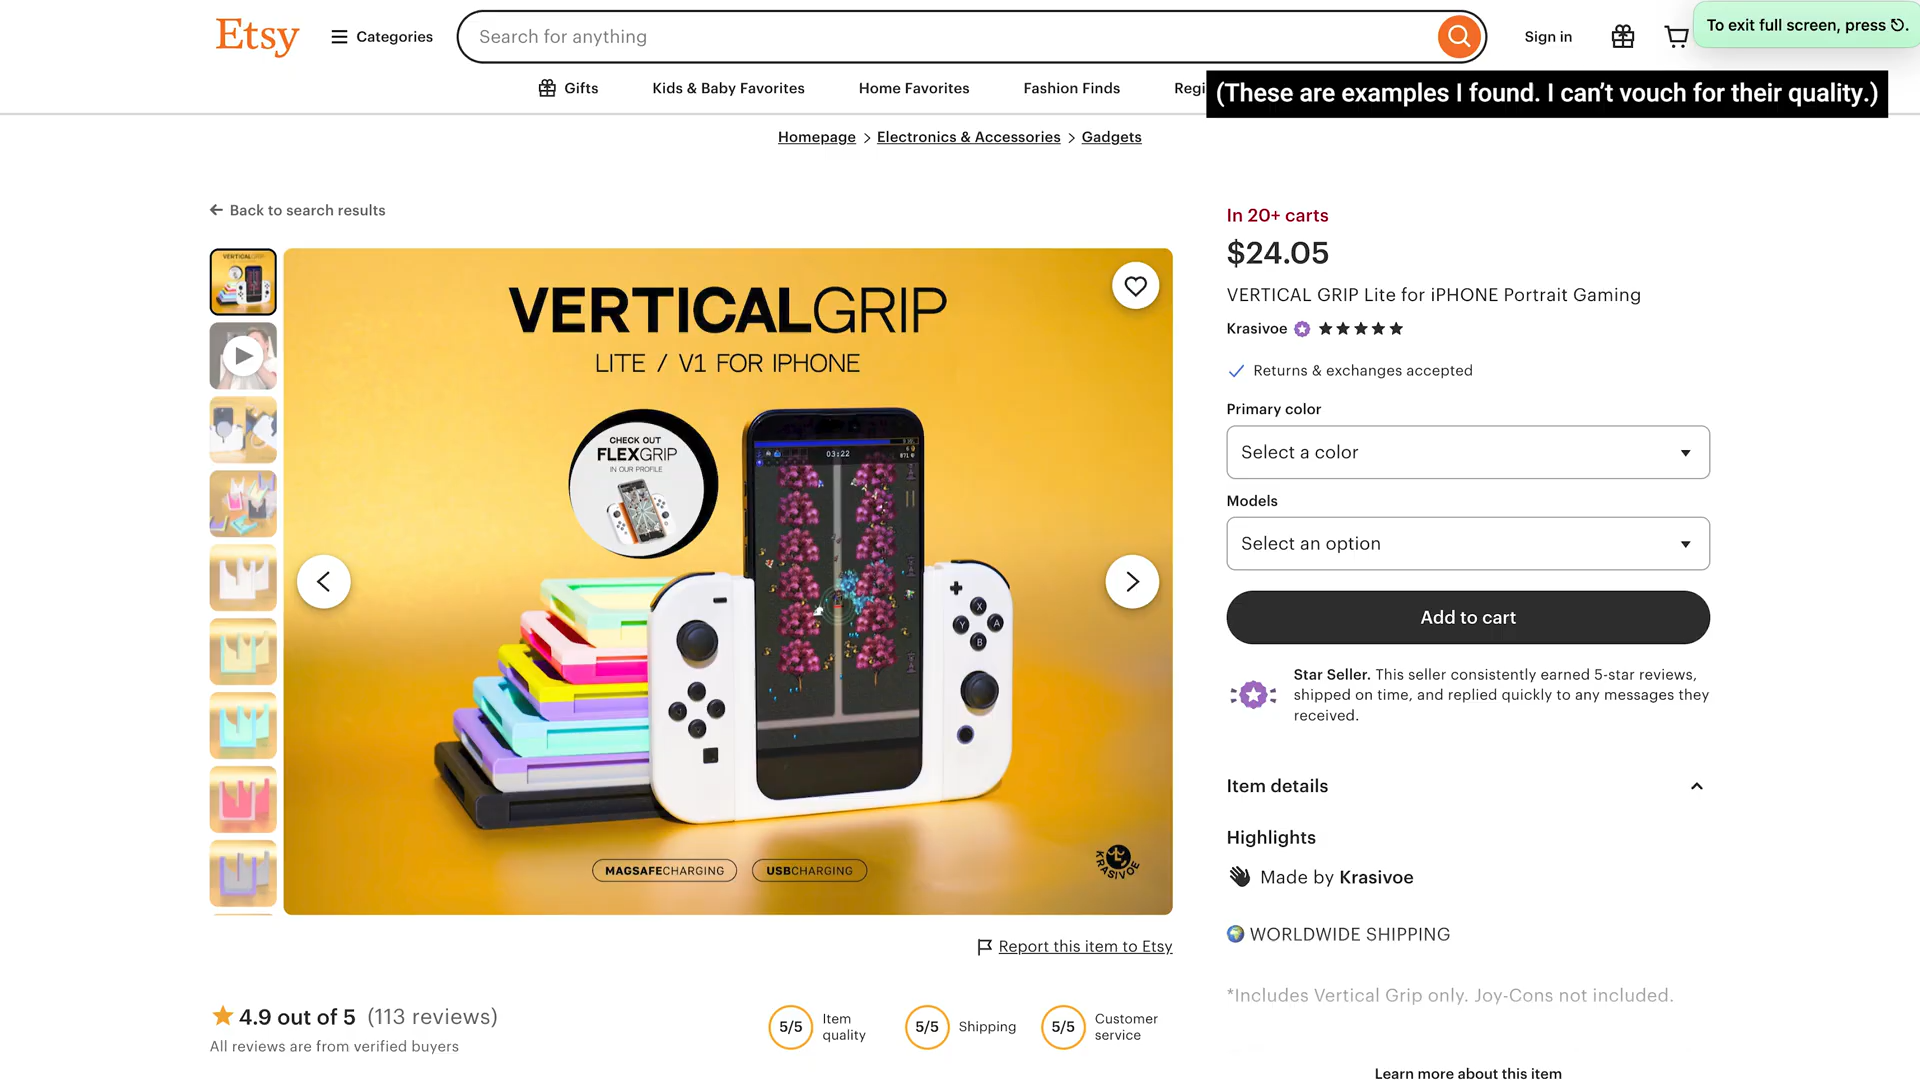 Etsy
Categories
Search for anything
Sign in
To exit full screen, press
Gifts
Kids & Baby Favorites
Home Favorites
Fashion Finds
Regi
(These are examples I found. I can't vouch for their quality.)
Homepage > Electronics & Accessories > Gadgets
Back to search results
VERTICALGRIP
LITE / V1 FOR IPHONE
CHECK OUT
FLEXGRIP
IN OUR PROFILE
03:22
X
Y
A
B
MAGSAFECHARGING
USBCHARGING
KRASIVOE
Report this item to Etsy
4.9 out of 5 (113 reviews)
All reviews are from verified buyers
5/5 Item quality
5/5 Shipping
5/5 Customer service
In 20+ carts
$24.05
VERTICAL GRIP Lite for iPHONE Portrait Gaming
Krasivoe
Returns & exchanges accepted
Primary color
Select a color
Models
Select an option
Add to cart
Star Seller. This seller consistently earned 5-star reviews,
shipped on time, and replied quickly to any messages they
received.
Item details
Highlights
Made by Krasivoe
WORLDWIDE SHIPPING
*Includes Vertical Grip only. Joy-Cons not included.
Learn more about this item